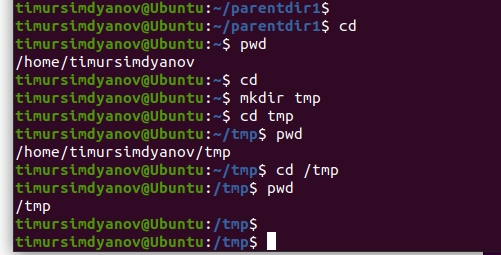 timursimdyanov@Ubuntu:~/parentdir1$
timursimdyanov@Ubuntu:~/parentdir1$ cd
timursimdyanov@Ubuntu:~$ pwd
/home/timursimdyanov
timursimdyanov@Ubuntu:~$ cd
timursimdyanov@Ubuntu:~$ mkdir tmp
timursimdyanov@Ubuntu:~$ cd tmp
timursimdyanov@Ubuntu:~/tmp$ pwd
/home/timursimdyanov/tmp
timursimdyanov@Ubuntu:~/tmp$ cd /tmp
timursimdyanov@Ubuntu:/tmp$ pwd
/tmp
timursimdyanov@Ubuntu:/tmp$
timursimdyanov@Ubuntu:/tmp$